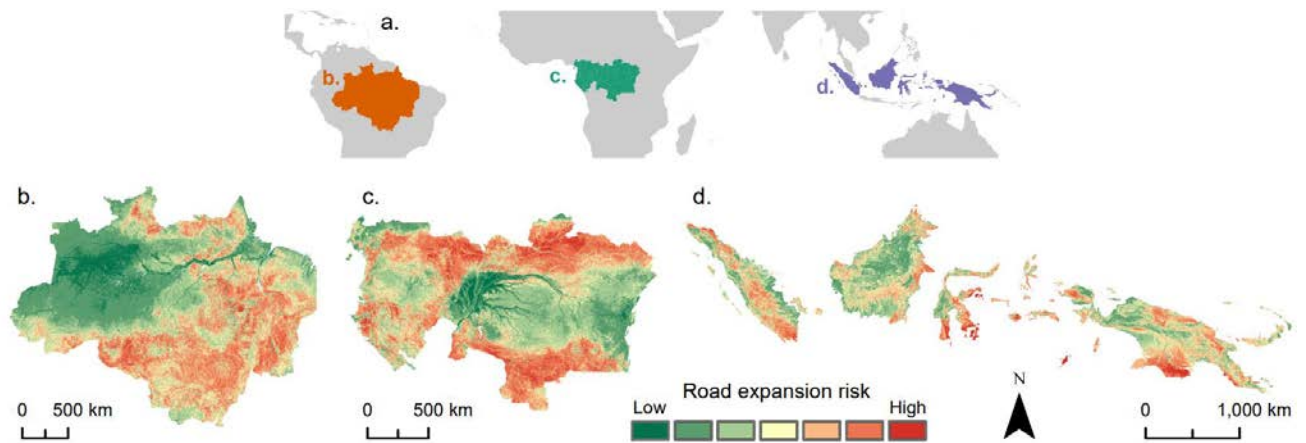 a.
b.
c.
d.
b.
c.
d.
Road expansion risk
Low
High
N
0 500 km
0 500 km
0 1,000 km